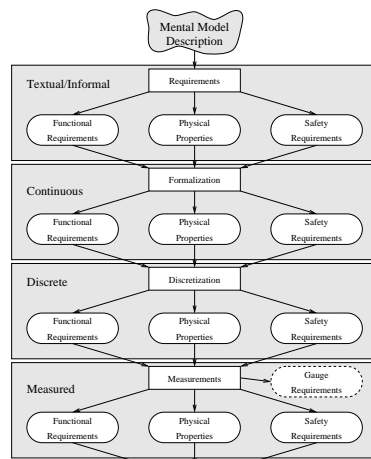 Mental Model
Description
Textual/Informal
Requirements
Functional
Requirements
Physical
Properties
Safety
Requirements
Continuous
Formalization
Functional
Requirements
Physical
Properties
Safety
Requirements
Discrete
Discretization
Functional
Requirements
Physical
Properties
Safety
Requirements
Measured
Measurements
Gauge
Requirements
Functional
Requirements
Physical
Properties
Safety
Requirements